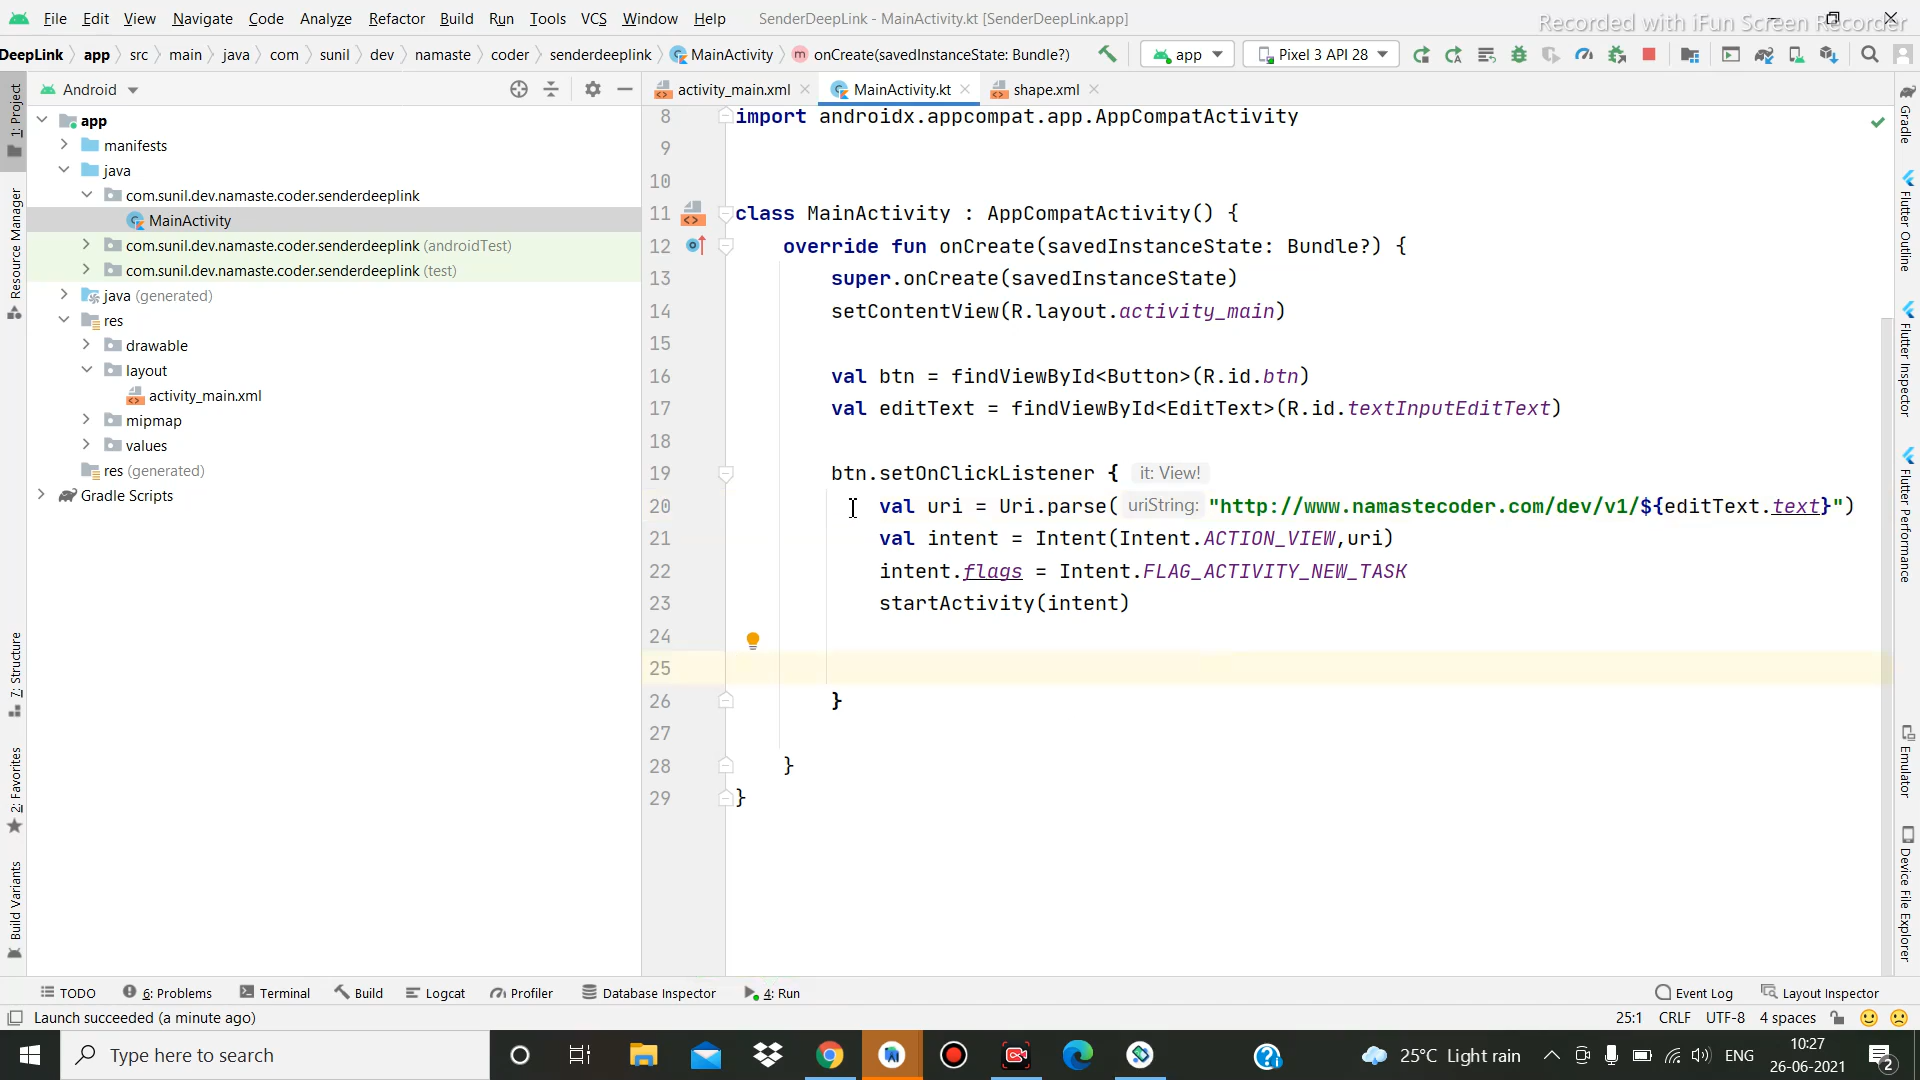 File Edit View Navigate Code Analyze Refactor Build Run Tools VCS Window Help SenderDeepLink - MainActivity.kt [SenderDeepLink.app]
Recorded with iFun Screen Recorder
DeepLink app src main java com sunil dev namaste coder senderdeeplink MainActivity onCreate(savedInstanceState: Bundle?) app Pixel 3 API 28
Android
activity_main.xml MainActivity.kt shape.xml
app
manifests
java
com.sunil.dev.namaste.coder.senderdeeplink
MainActivity
com.sunil.dev.namaste.coder.senderdeeplink (androidTest)
com.sunil.dev.namaste.coder.senderdeeplink (test)
java (generated)
res
drawable
layout
activity_main.xml
mipmap
values
res (generated)
Gradle Scripts
1: Project
Resource Manager
7: Structure
2: Favorites
Build Variants
8 import androidx.appcompat.app.AppCompatActivity
9
10
11 class MainActivity : AppCompatActivity() {
12 override fun onCreate(savedInstanceState: Bundle?) {
13 super.onCreate(savedInstanceState)
14 setContentView(R.layout.activity_main)
15
16 val btn = findViewById<Button>(R.id.btn)
17 val editText = findViewById<EditText>(R.id.textInputEditText)
18
19 btn.setOnClickListener { it: View!
20 val uri = Uri.parse( uriString: "http://www.namastecoder.com/dev/v1/${editText.text}")
21 val intent = Intent(Intent.ACTION_VIEW,uri)
22 intent.flags = Intent.FLAG_ACTIVITY_NEW_TASK
23 startActivity(intent)
24
25
26 }
27
28 }
29 }
Gradle
Flutter Outline
Flutter Inspector
Flutter Performance
Emulator
Device File Explorer
TODO 6: Problems Terminal Build Logcat Profiler Database Inspector 4: Run Event Log Layout Inspector
Launch succeeded (a minute ago) 25:1 CRLF UTF-8 4 spaces
Type here to search 25°C Light rain ENG 10:27
26-06-2021
2